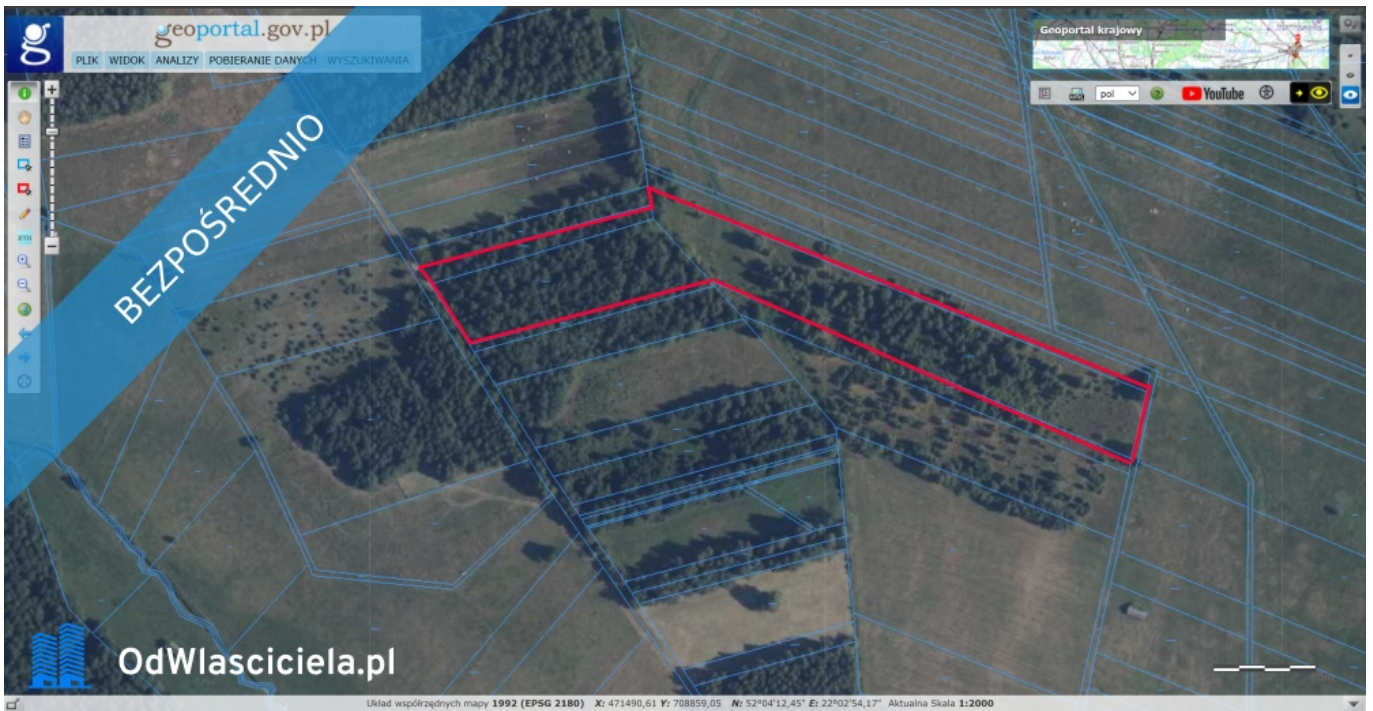 geoportal.gov.pl
Geoportal krajowy
PLIK WIDOK ANALIZY POBIERANIE DANYCH WYSZUKIWANIA
pol YouTube
XYH
BEZPOŚREDNIO
OdWlasciciela.pl
Układ współrzędnych mapy 1992 (EPSG 2180) X: 471490,61 Y: 708859,05 N: 52°04'12,45" E: 22°02'54,17" Aktualna Skala 1:2000